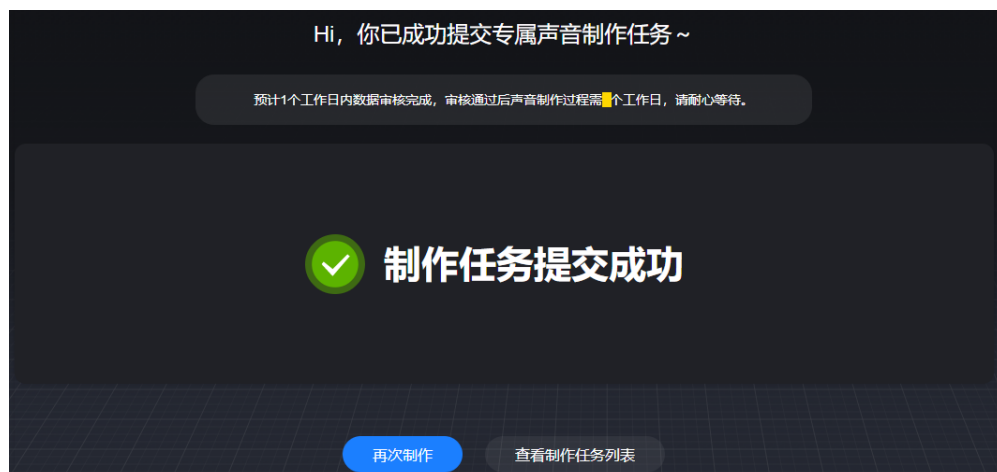 Hi，你已成功提交专属声音制作任务～
预计1个工作日内数据审核完成，审核通过后声音制作过程需个工作日，请耐心等待。
制作任务提交成功
再次制作
查看制作任务列表